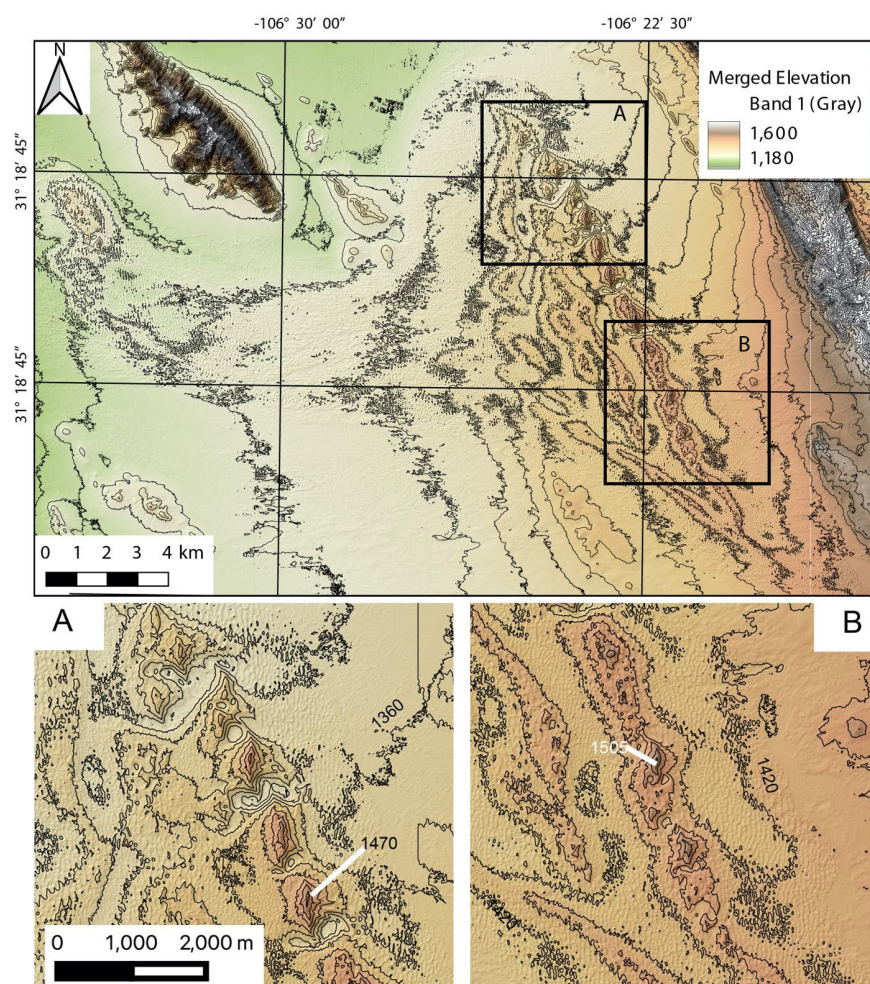 -106° 30′ 00″
-106° 22′ 30″
N
Merged Elevation
Band 1 (Gray)
1,600
1,180
A
31° 18′ 45″
B
31° 18′ 45″
0 1 2 3 4 km
A
B
1360
1505
1420
1470
0 1,000 2,000 m